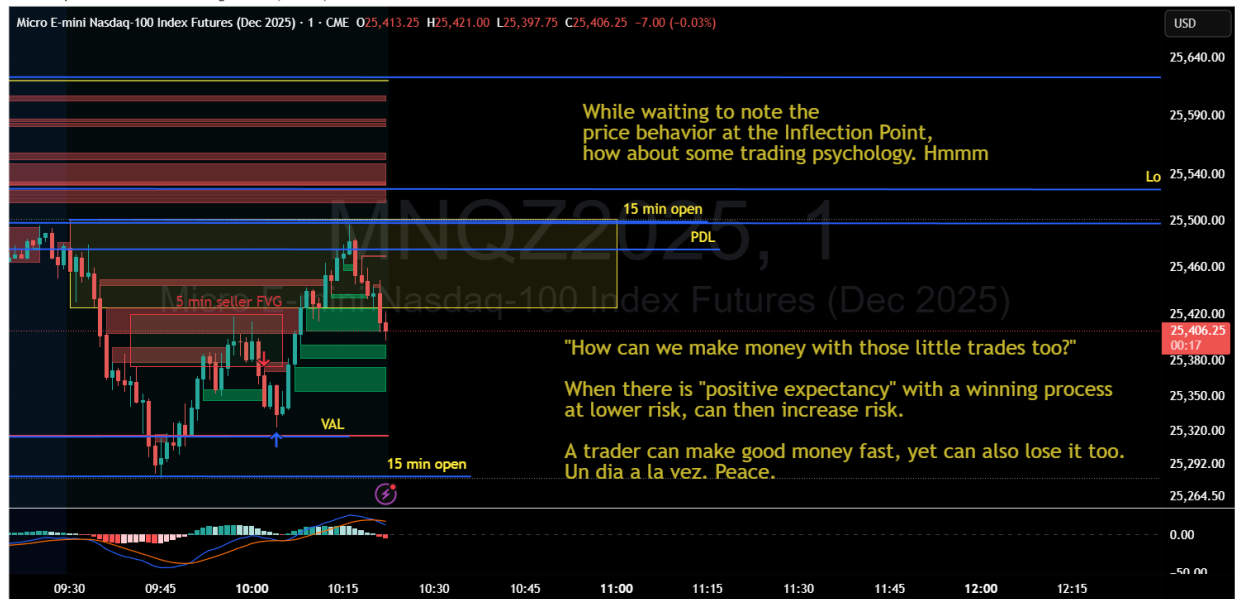 Micro E-mini Nasdaq-100 Index Futures (Dec 2025) · 1 · CME O25,413.25 H25,421.00 L25,397.75 C25,406.25 −7.00 (−0.03%)
USD
25,640.00
While waiting to note the
price behavior at the Inflection Point,
how about some trading psychology. Hmmm
25,590.00
Lo
25,540.00
15 min open
25,500.00
PDL
MNQZ2025, 1
25,460.00
5 min seller FVG
Micro E-mini Nasdaq-100 Index Futures (Dec 2025)
25,420.00
25,406.25
00:17
"How can we make money with those little trades too?"
25,380.00
When there is "positive expectancy" with a winning process
at lower risk, can then increase risk.
25,350.00
VAL
25,320.00
A trader can make good money fast, yet can also lose it too.
Un dia a la vez. Peace.
15 min open
25,292.00
25,264.50
0.00
−50.00
09:30 09:45 10:00 10:15 10:30 10:45 11:00 11:15 11:30 11:45 12:00 12:15